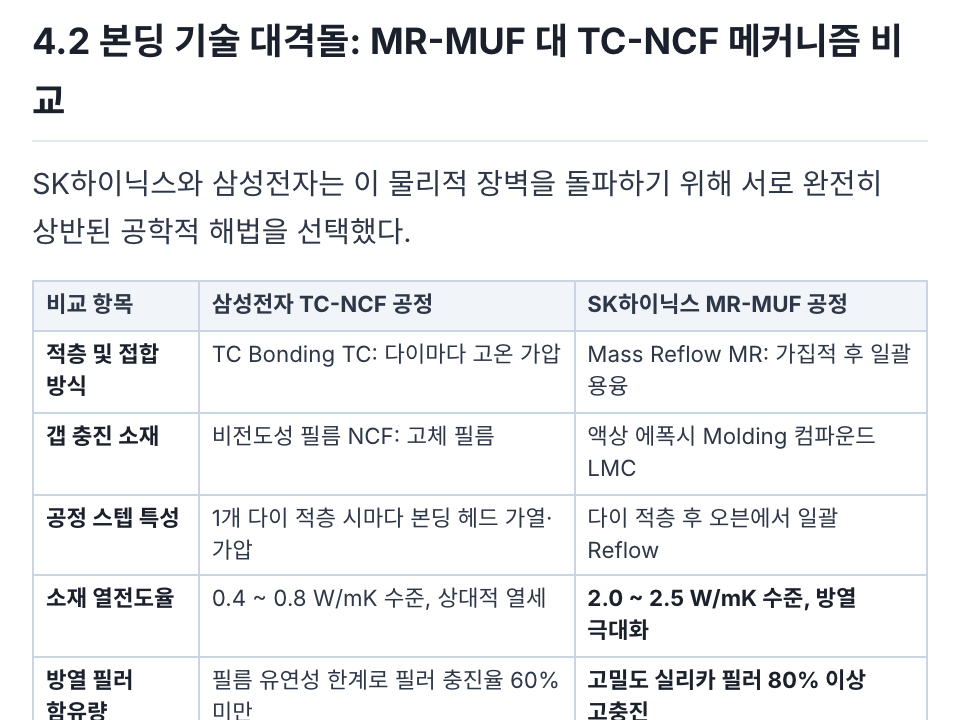 4.2 본딩 기술 대격돌: MR-MUF 대 TC-NCF 메커니즘 비
교
SK하이닉스와 삼성전자는 이 물리적 장벽을 돌파하기 위해 서로 완전히
상반된 공학적 해법을 선택했다.
비교 항목
삼성전자 TC-NCF 공정
SK하이닉스 MR-MUF 공정
적층 및 접합
방식
TC Bonding TC: 다이마다 고온 가압
Mass Reflow MR: 가집적 후 일괄
용융
갭 충진 소재
비전도성 필름 NCF: 고체 필름
액상 에폭시 Molding 컴파운드
LMC
공정 스텝 특성
1개 다이 적층 시마다 본딩 헤드 가열·
가압
다이 적층 후 오븐에서 일괄
Reflow
소재 열전도율
0.4 ~ 0.8 W/mK 수준, 상대적 열세
2.0 ~ 2.5 W/mK 수준, 방열
극대화
방열 필러
함유량
필름 유연성 한계로 필러 충진율 60%
미만
고밀도 실리카 필러 80% 이상
고충진